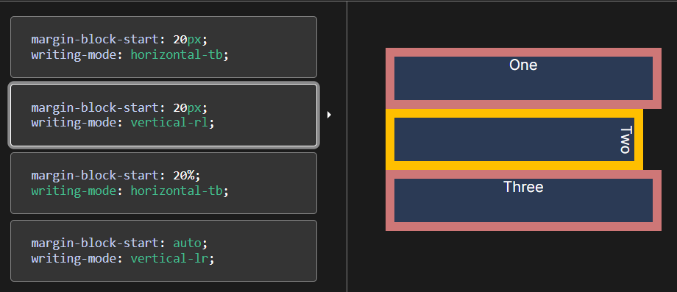 margin-block-start: 20px;
writing-mode: horizontal-tb;
margin-block-start: 20px;
writing-mode: vertical-rl;
margin-block-start: 20%;
writing-mode: horizontal-tb;
margin-block-start: auto;
writing-mode: vertical-lr;
One
Two
Three